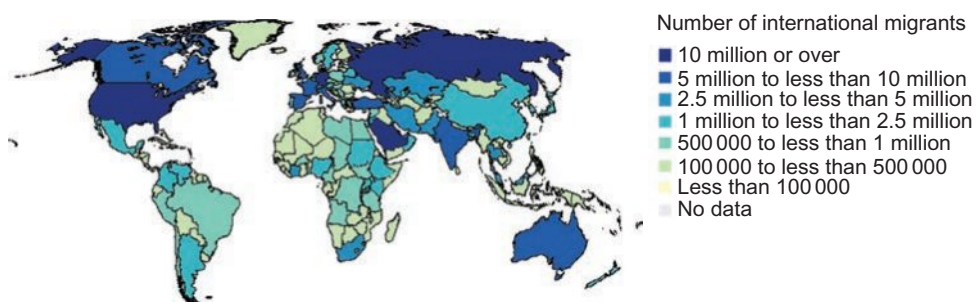 Number of international migrants
10 million or over
5 million to less than 10 million
2.5 million to less than 5 million
1 million to less than 2.5 million
500 000 to less than 1 million
100 000 to less than 500 000
Less than 100 000
No data